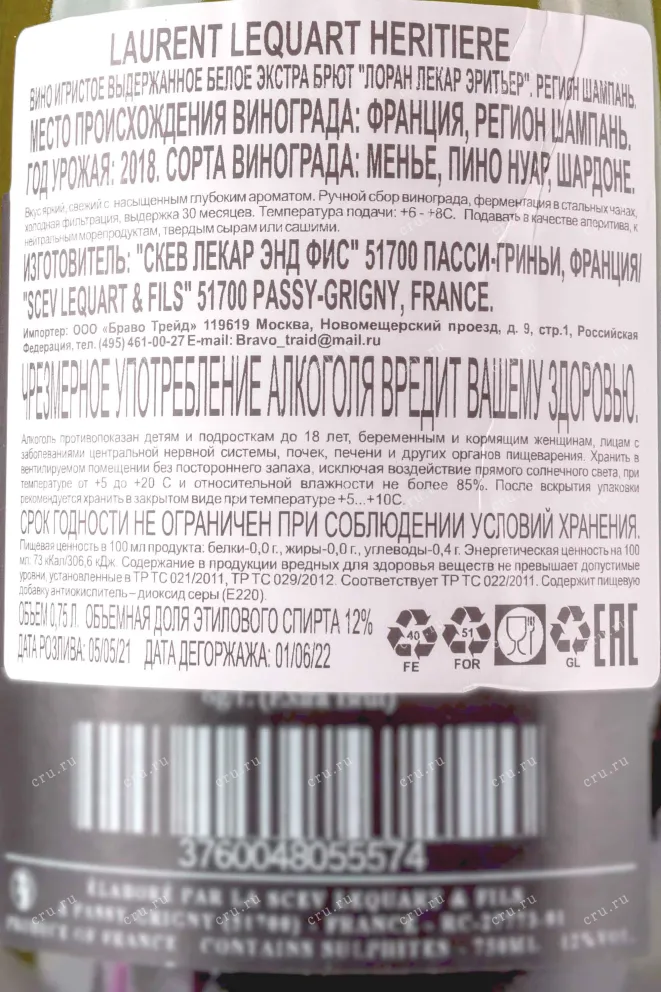 LAURENT LEQUART HERITIERE
ВИНО ИГРИСТОЕ ВЫДЕРЖАННОЕ БЕЛОЕ ЭКСТРА БРЮТ "ЛОРАН ЛЕКАР ЭРИТЬЕР". РЕГИОН ШАМПАНЬ.
МЕСТО ПРОИСХОЖДЕНИЯ ВИНОГРАДА: ФРАНЦИЯ, РЕГИОН ШАМПАНЬ.
ГОД УРОЖАЯ: 2018. СОРТА ВИНОГРАДА: МЕНЬЕ, ПИНО НУАР, ШАРДОНЕ.
Вкус яркий, свежий с насыщенным глубоким ароматом. Ручной сбор винограда, ферментация в стальных чанах,
холодная фильтрация, выдержка 30 месяцев. Температура подачи: +6 - +8С. Подавать в качестве аперитива, к
нейтральным морепродуктам, твердым сырам или сашими.
ИЗГОТОВИТЕЛЬ: "СКЕВ ЛЕКАР ЭНД ФИС" 51700 ПАССИ-ГРИНЬИ, ФРАНЦИЯ/
"SCEV LEQUART & FILS" 51700 PASSY-GRIGNY, FRANCE.
Импортер: ООО «Браво Трейд» 119619 Москва, Новомещерский проезд, д. 9, стр.1, Российская
Федерация, тел. (495) 461-00-27 E-mail: Bravo_traid@mail.ru
ЧРЕЗМЕРНОЕ УПОТРЕБЛЕНИЕ АЛКОГОЛЯ ВРЕДИТ ВАШЕМУ ЗДОРОВЬЮ.
Алкоголь противопоказан детям и подросткам до 18 лет, беременным и кормящим женщинам, лицам с
заболеваниями центральной нервной системы, почек, печени и других органов пищеварения. Хранить в
вентилируемом помещении без постороннего запаха, исключая воздействие прямого солнечного света, при
температуре от +5 до +20 С и относительной влажности не более 85%. После вскрытия упаковки
рекомендуется хранить в закрытом виде при температуре +5...+10С.
СРОК ГОДНОСТИ НЕ ОГРАНИЧЕН ПРИ СОБЛЮДЕНИИ УСЛОВИЙ ХРАНЕНИЯ.
Пищевая ценность в 100 мл продукта: белки-0,0 г., жиры-0,0 г., углеводы-0,4 г. Энергетическая ценность на 100
мл, 73 кКал/306,6 кДж. Содержание в продукции вредных для здоровья веществ не превышает допустимые
уровни, установленные в ТР ТС 021/2011, ТР ТС 029/2012. Соответствует ТР ТС 022/2011. Содержит пищевую
добавку антиокислитель – диоксид серы (Е220).
ОБЪЕМ 0,75 Л. ОБЪЕМНАЯ ДОЛЯ ЭТИЛОВОГО СПИРТА 12%
ДАТА РОЗЛИВА: 05/05/21 ДАТА ДЕГОРЖАЖА: 01/06/22
40 FE
51 FOR
GL
EAC
3760048055574
ÉLABORÉ PAR LA SCEV LEQUART & FILS
À PASSY-GRIGNY (51700) - FRANCE
PRODUCE OF FRANCE CONTAINS SULPHITES - 750ML 12% VOL.
cru.ru